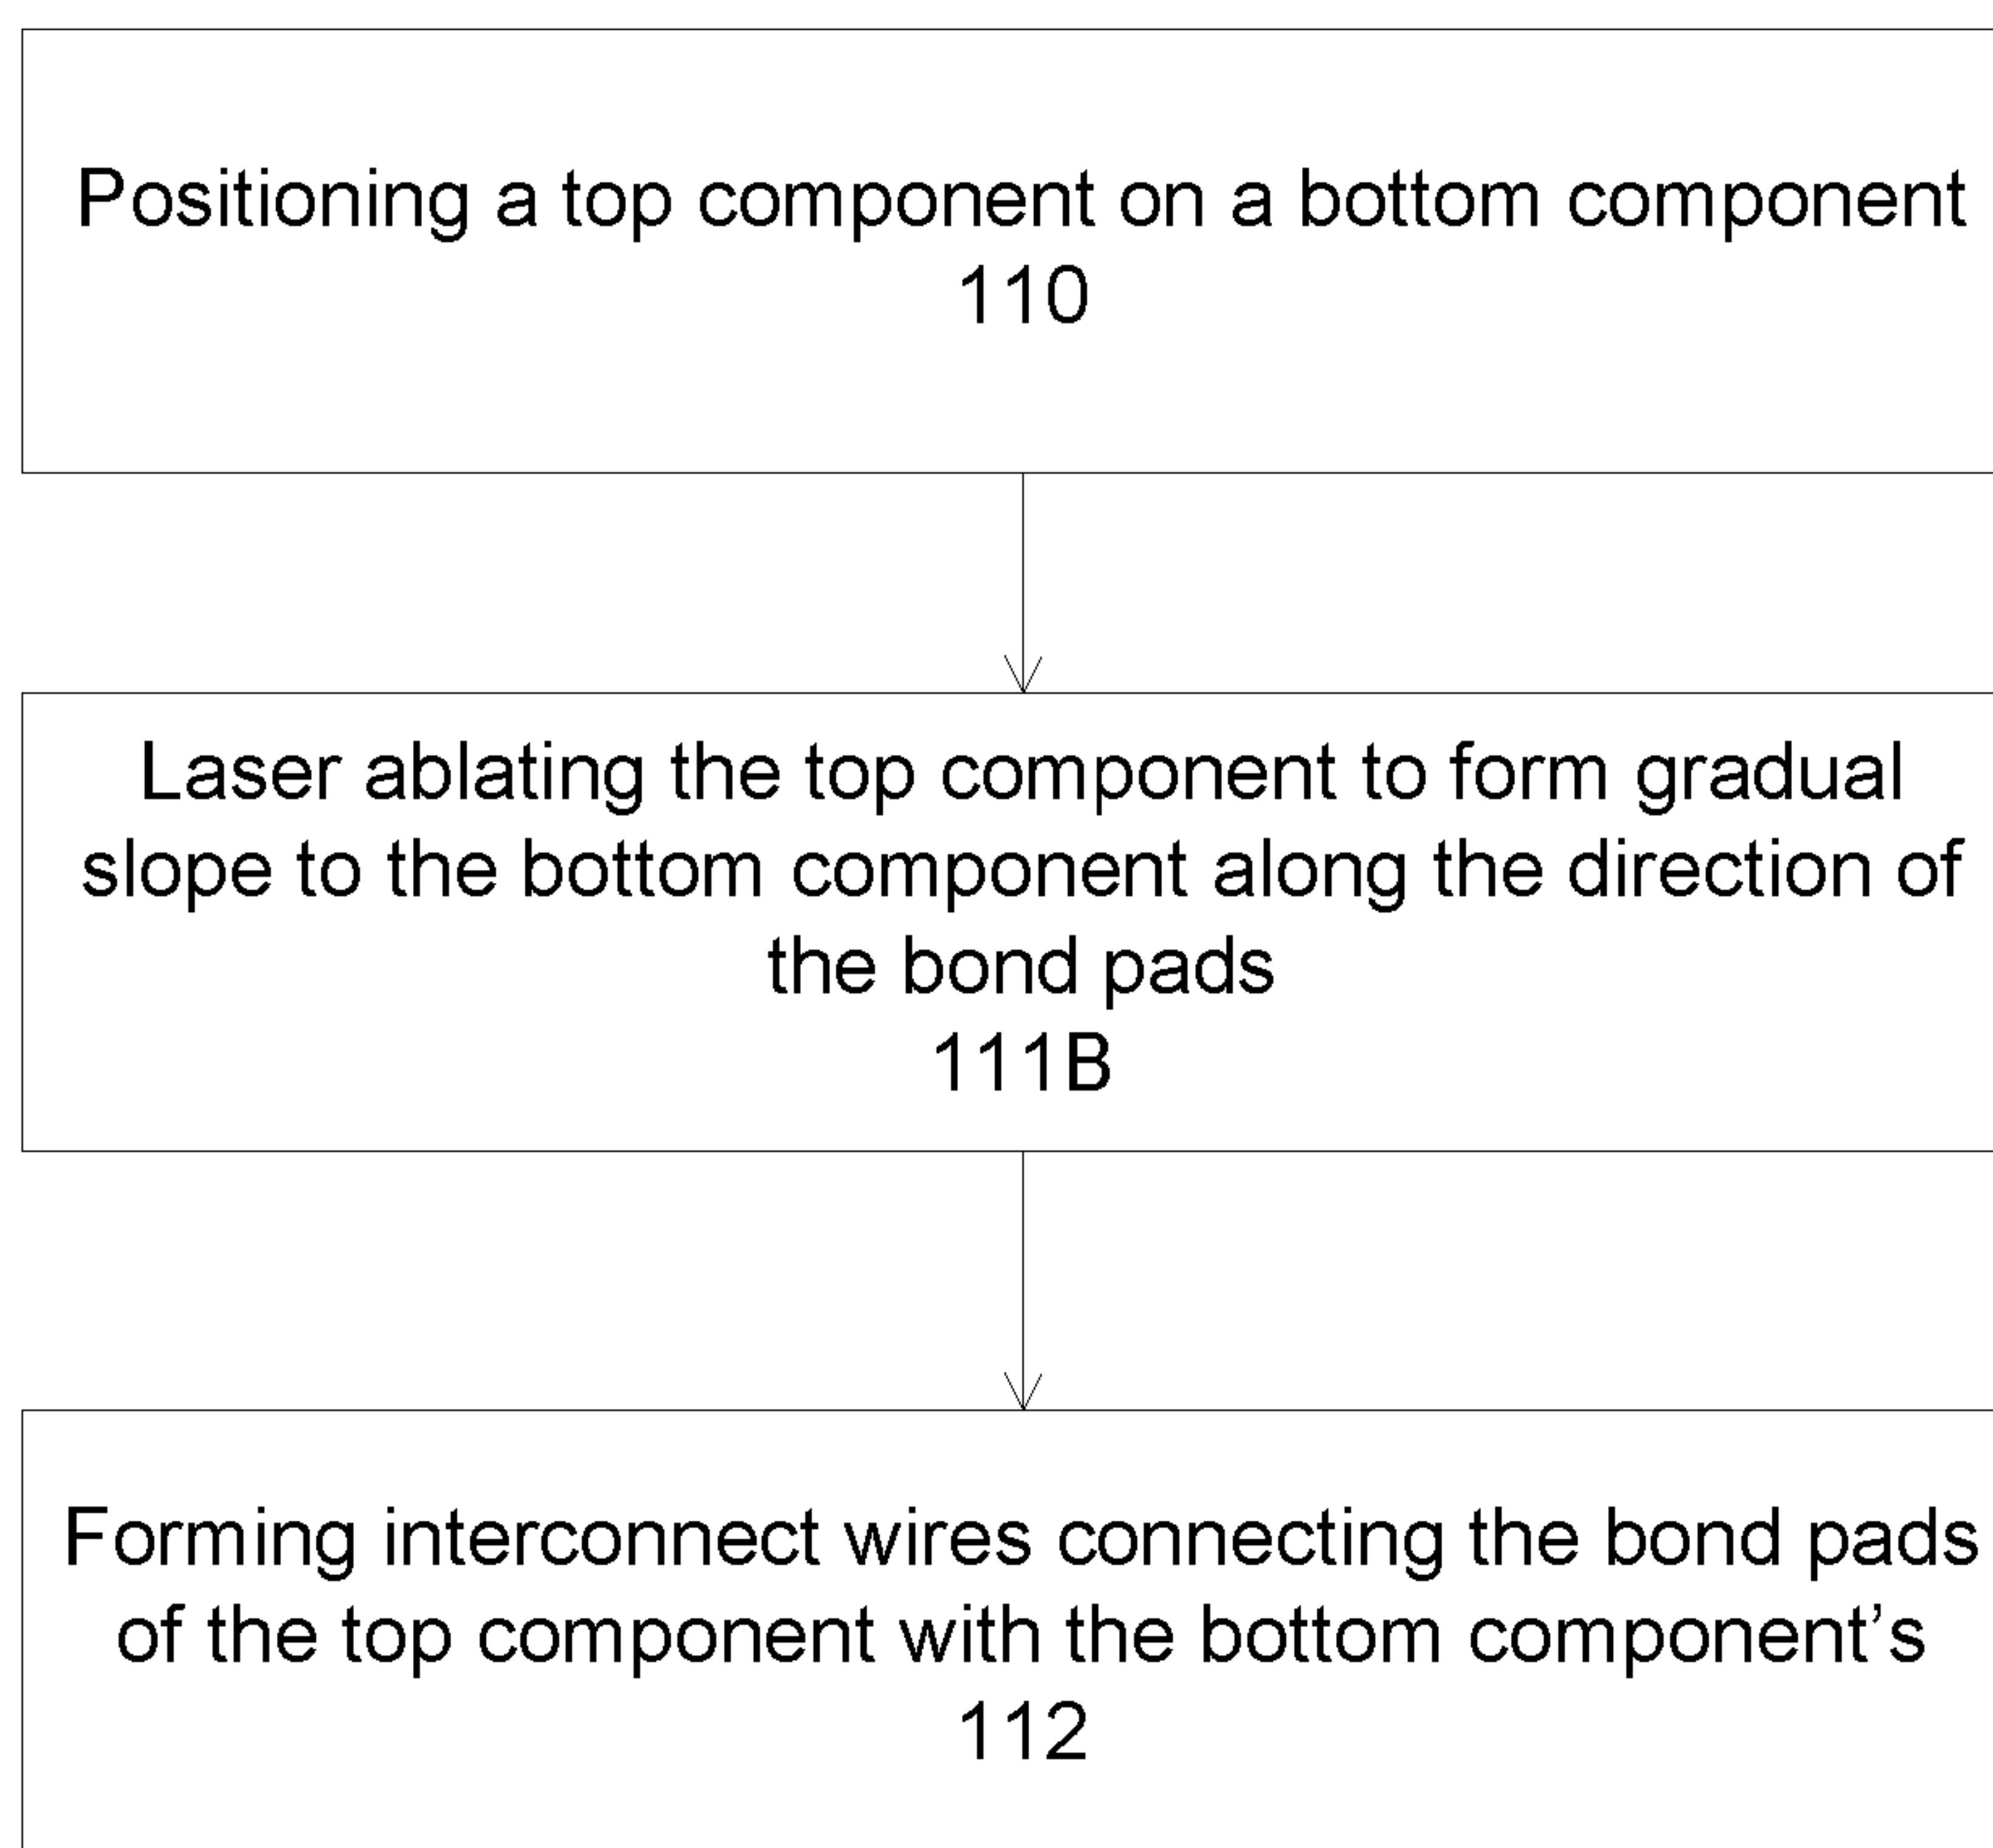 Positioning a top component on a bottom component
110
Laser ablating the top component to form gradual
slope to the bottom component along the direction of
the bond pads
111B
Forming interconnect wires connecting the bond pads
of the top component with the bottom component’s
112